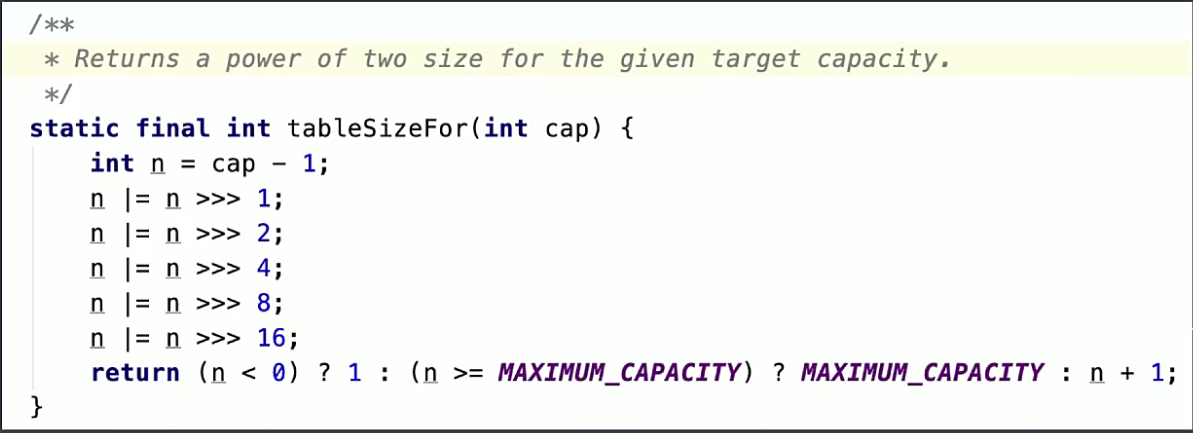 /**
 * Returns a power of two size for the given target capacity.
 */
static final int tableSizeFor(int cap) {
    int n = cap - 1;
    n |= n >>> 1;
    n |= n >>> 2;
    n |= n >>> 4;
    n |= n >>> 8;
    n |= n >>> 16;
    return (n < 0) ? 1 : (n >= MAXIMUM_CAPACITY) ? MAXIMUM_CAPACITY : n + 1;
}